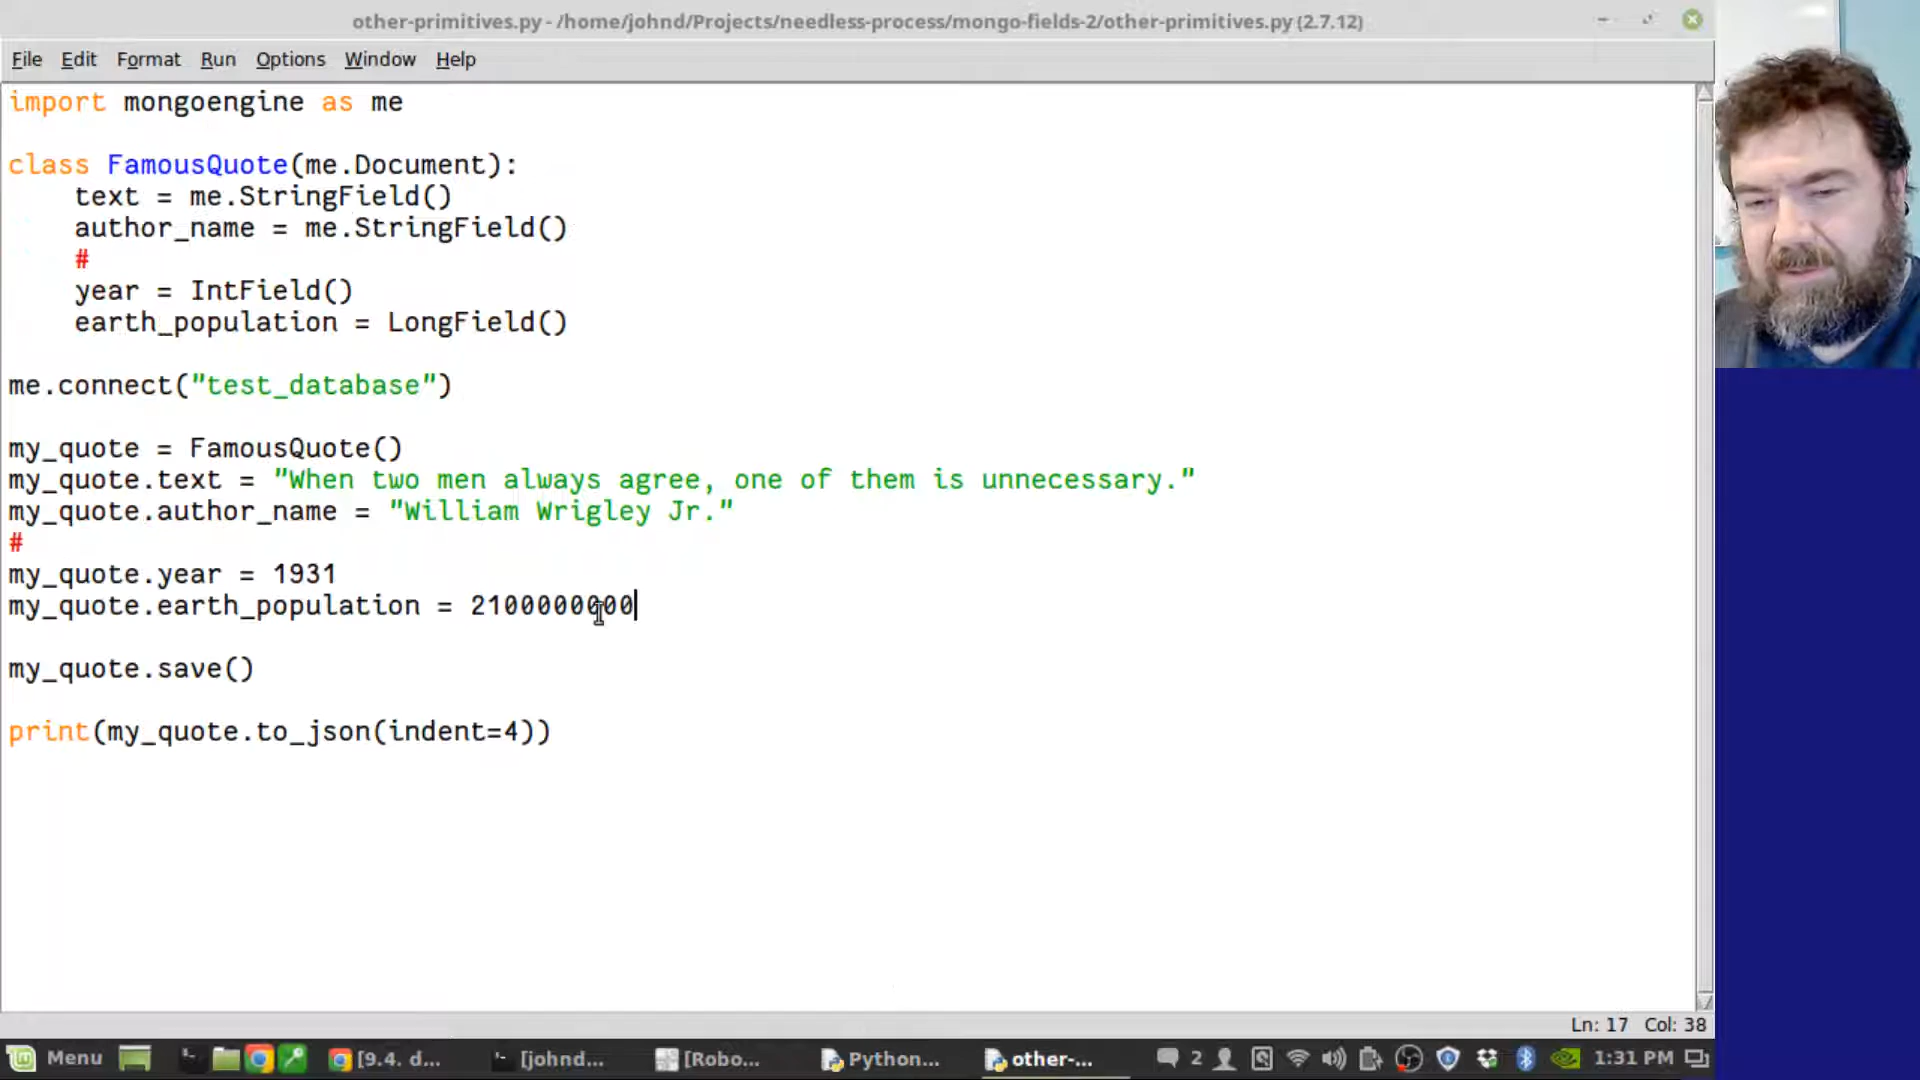 other-primitives.py - /home/johnd/Projects/needless-process/mongo-fields-2/other-primitives.py (2.7.12)
File Edit Format Run Options Window Help
import mongoengine as me
class FamousQuote(me.Document):
text = me.StringField()
author_name = me.StringField()
#
year = IntField()
earth_population = LongField()
me.connect("test_database")
my_quote = FamousQuote()
my_quote.text = "When two men always agree, one of them is unnecessary."
my_quote.author_name = "William Wrigley Jr."
#
my_quote.year = 1931
my_quote.earth_population = 2100000000
my_quote.save()
print(my_quote.to_json(indent=4))
Ln: 17 Col: 38
Menu [9.4. d... [johnd... [Robo... Python... other-... 2 1:31 PM